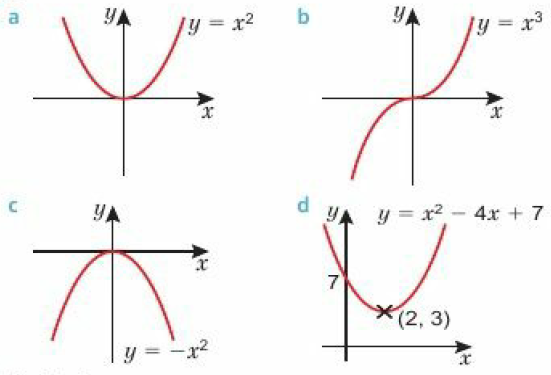 a
y
y = x²
x
b
y
y = x³
x
c
y
x
y = −x²
d
y
y = x² − 4x + 7
7
(2, 3)
x